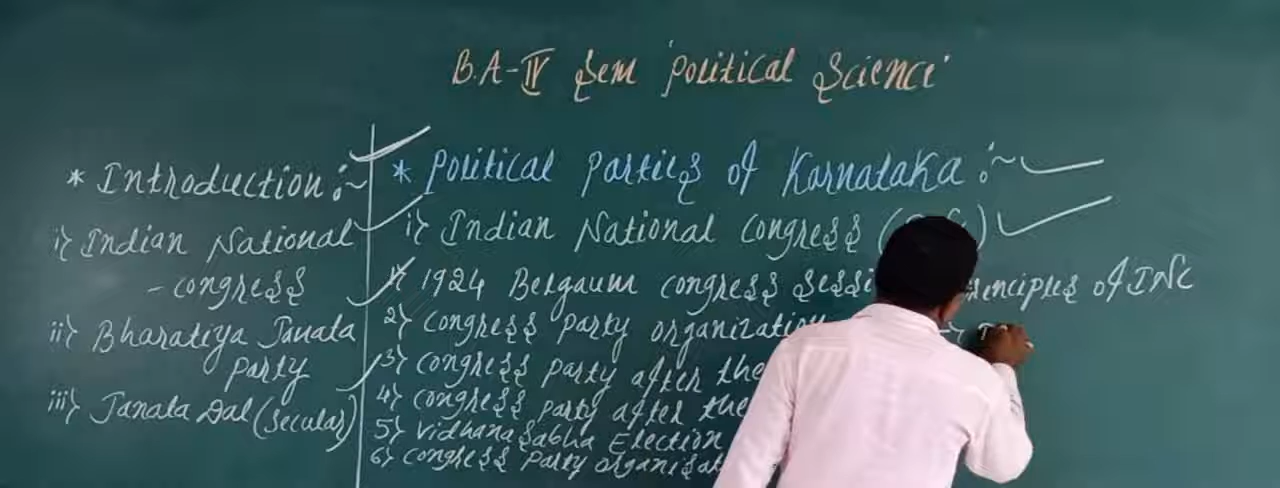 B.A-IV Sem Political Science
* Introduction :~
i) Indian National
- congress
ii) Bharatiya Janata
Party
iii) Janata Dal (Secular)
* Political Parties of Karnataka :~
i) Indian National congress
1) 1924 Belgaum congress
2) Congress Party organization
3) Congress party after the
4) Congress party after the
5) Vidhana Sabha Election
6) Congress Party
of INC